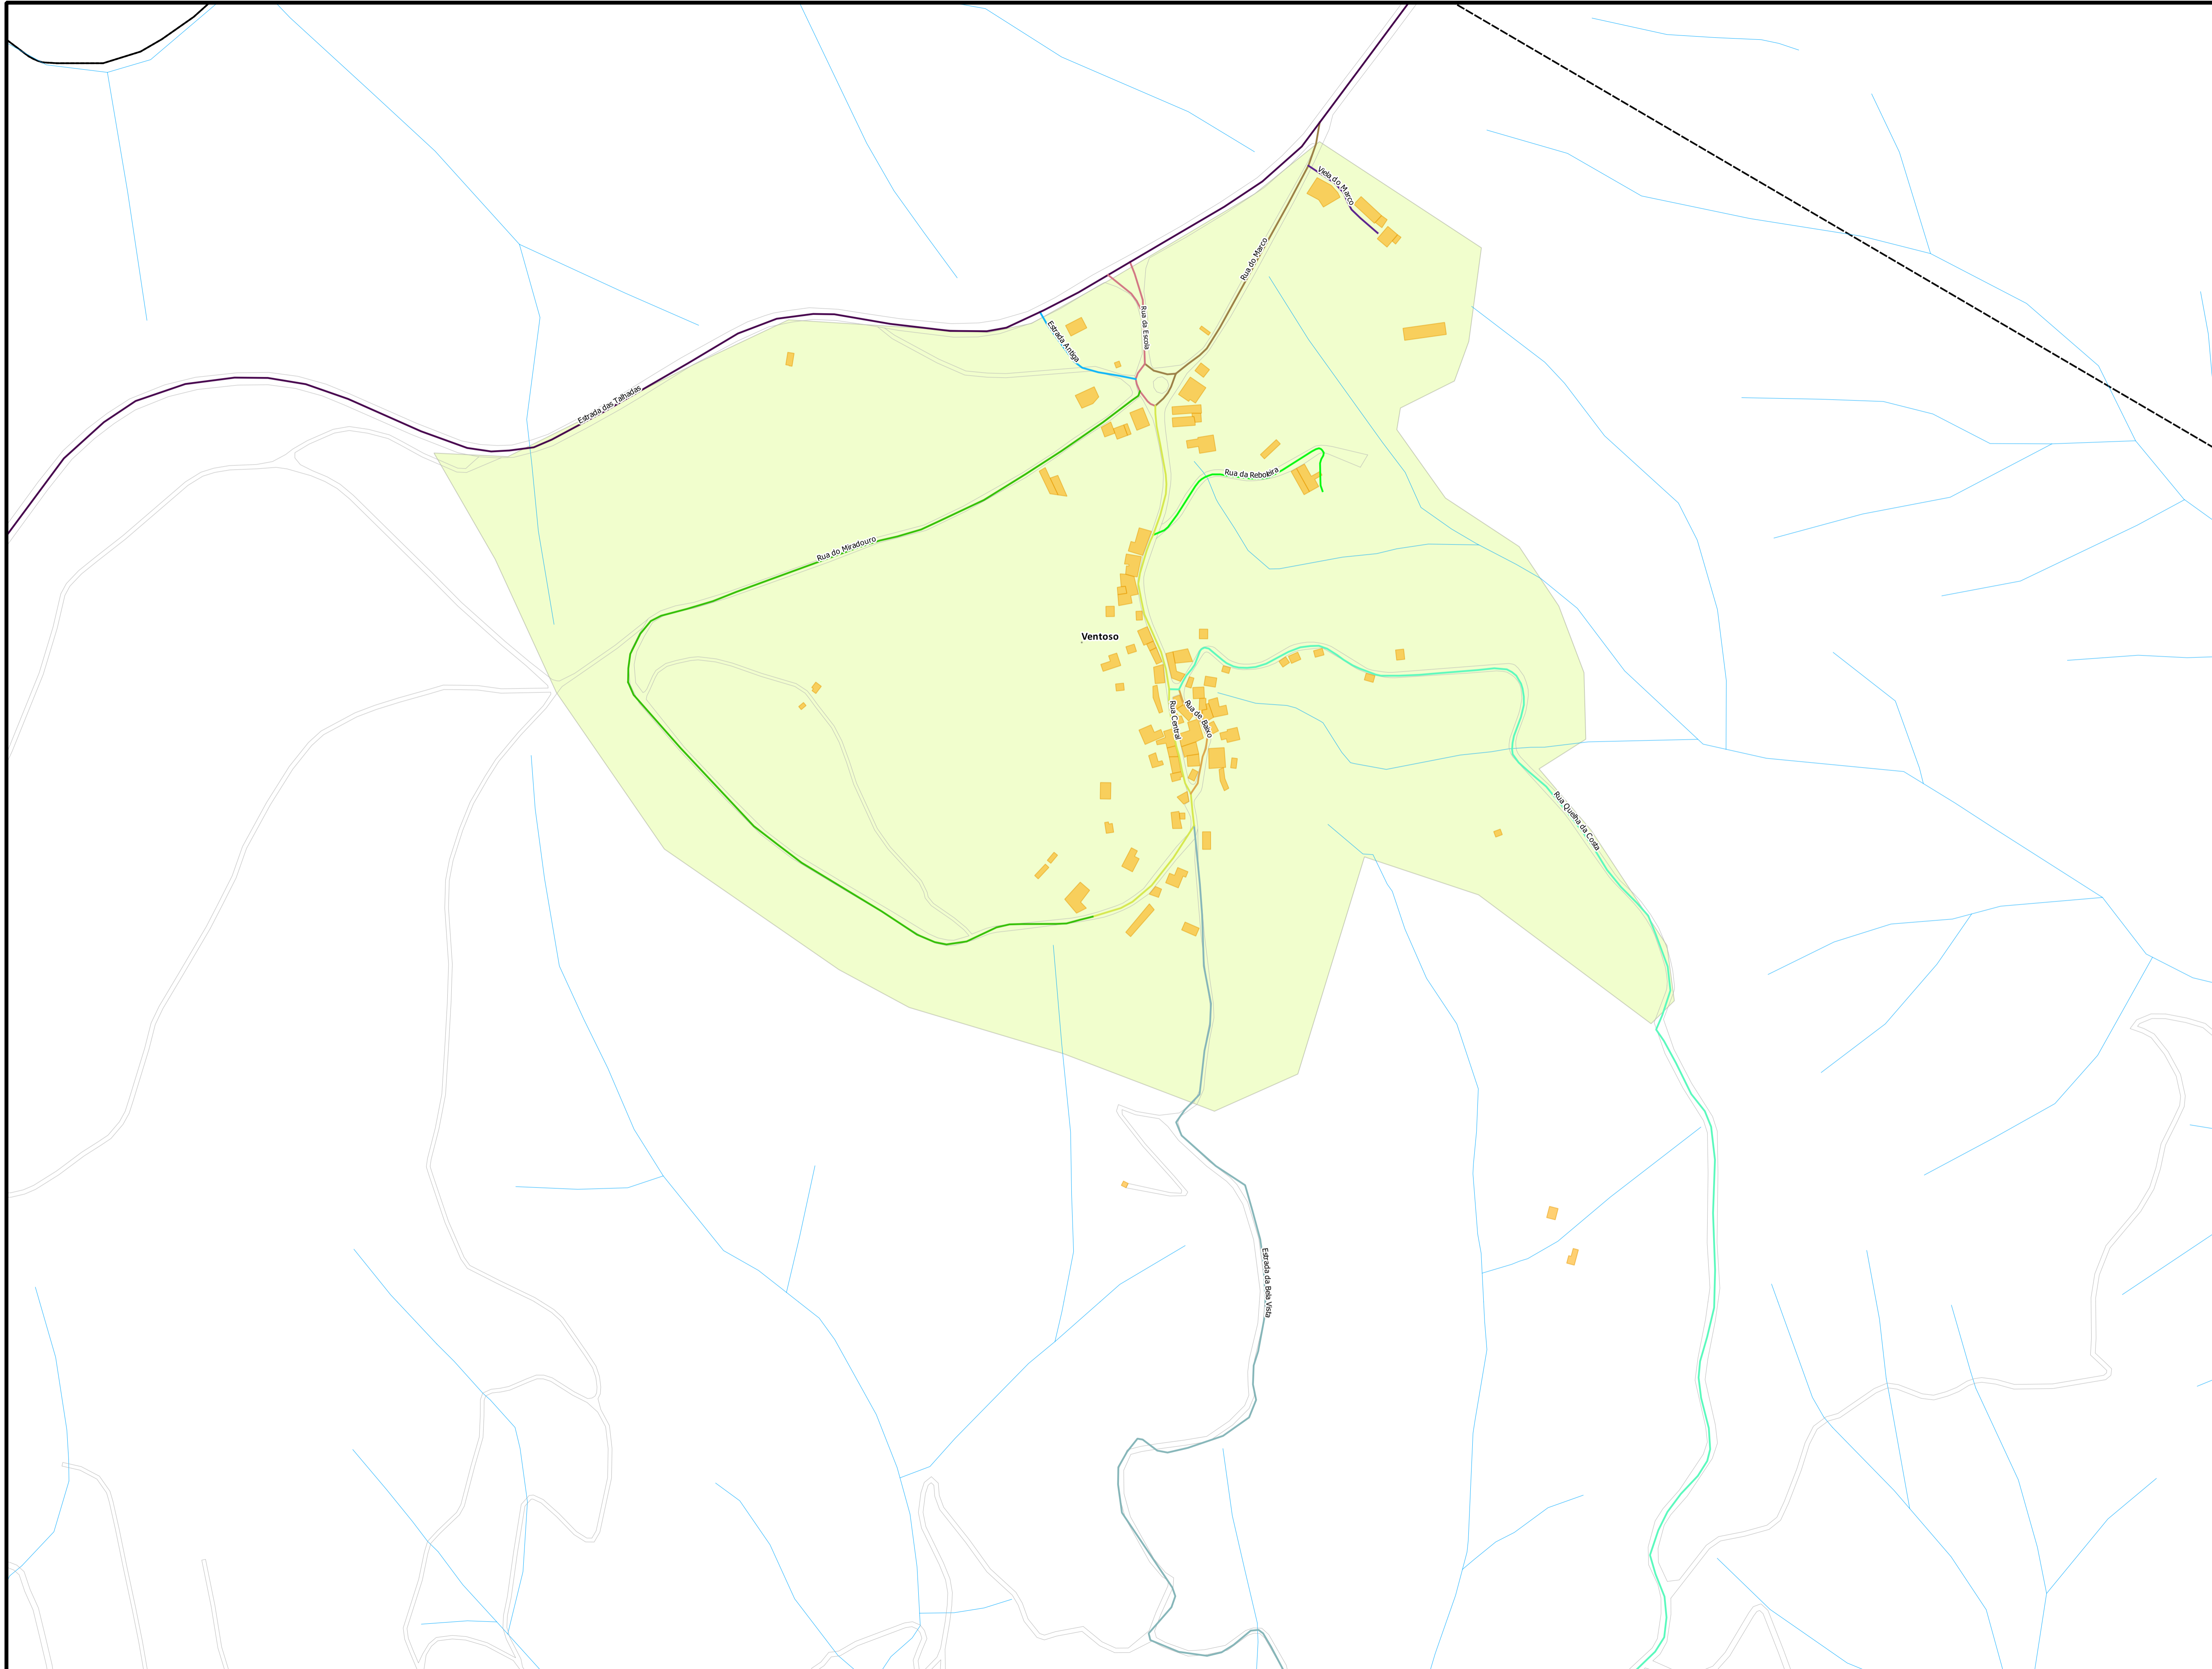 Viela do Marco
Rua do Marco
Rua da Escola
Estrada Antiga
Estrada das Talhadas
Rua da Reboleira
Rua do Miradouro
Ventoso
Rua Central
Rua de Baixo
Rua Quelha da Costa
Estrada da Bela Vista